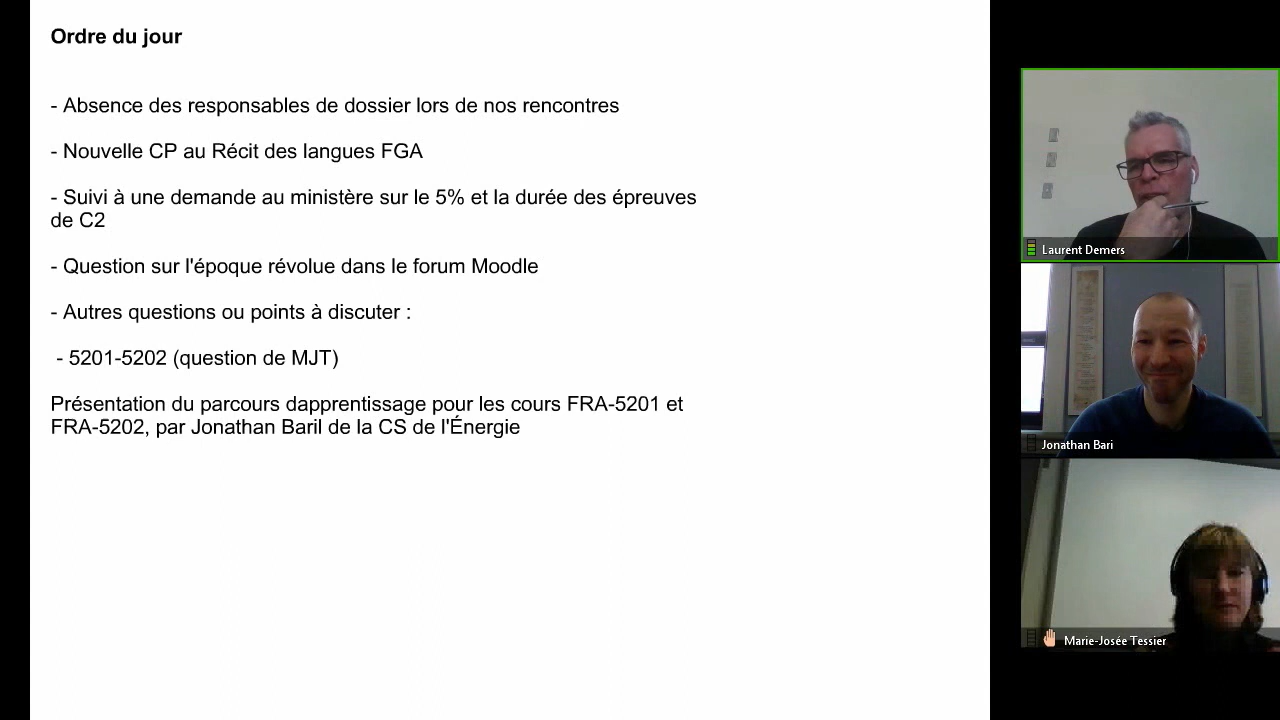 Ordre du jour
- Absence des responsables de dossier lors de nos rencontres
- Nouvelle CP au Récit des langues FGA
- Suivi à une demande au ministère sur le 5% et la durée des épreuves
de C2
- Question sur l'époque révolue dans le forum Moodle
- Autres questions ou points à discuter :
- 5201-5202 (question de MJT)
Présentation du parcours dapprentissage pour les cours FRA-5201 et
FRA-5202, par Jonathan Baril de la CS de l'Énergie
Laurent Demers
Jonathan Bari
Marie-Josée Tessier